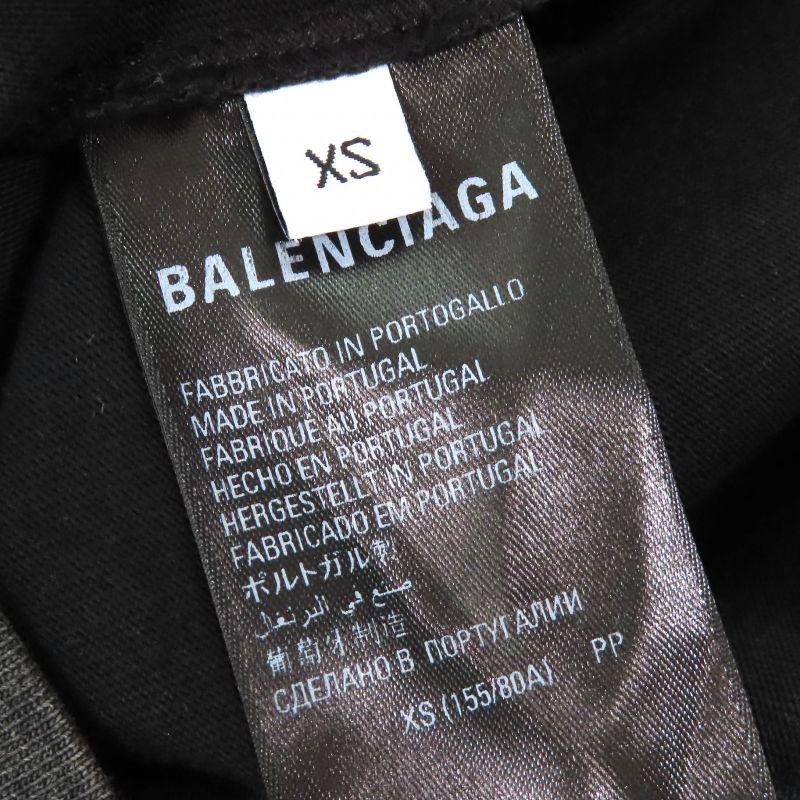 XS
BALENCIAGA
FABBRICATO IN PORTOGALLO
MADE IN PORTUGAL
FABRIQUE AU PORTUGAL
HECHO EN PORTUGAL
HERGESTELLT IN PORTUGAL
FABRICADO EM PORTUGAL
ポルトガル製
صنع في البرتغل
葡萄牙制造
СДЕЛАНО В ПОРТУГАЛИИ
XS (155/80A) PP